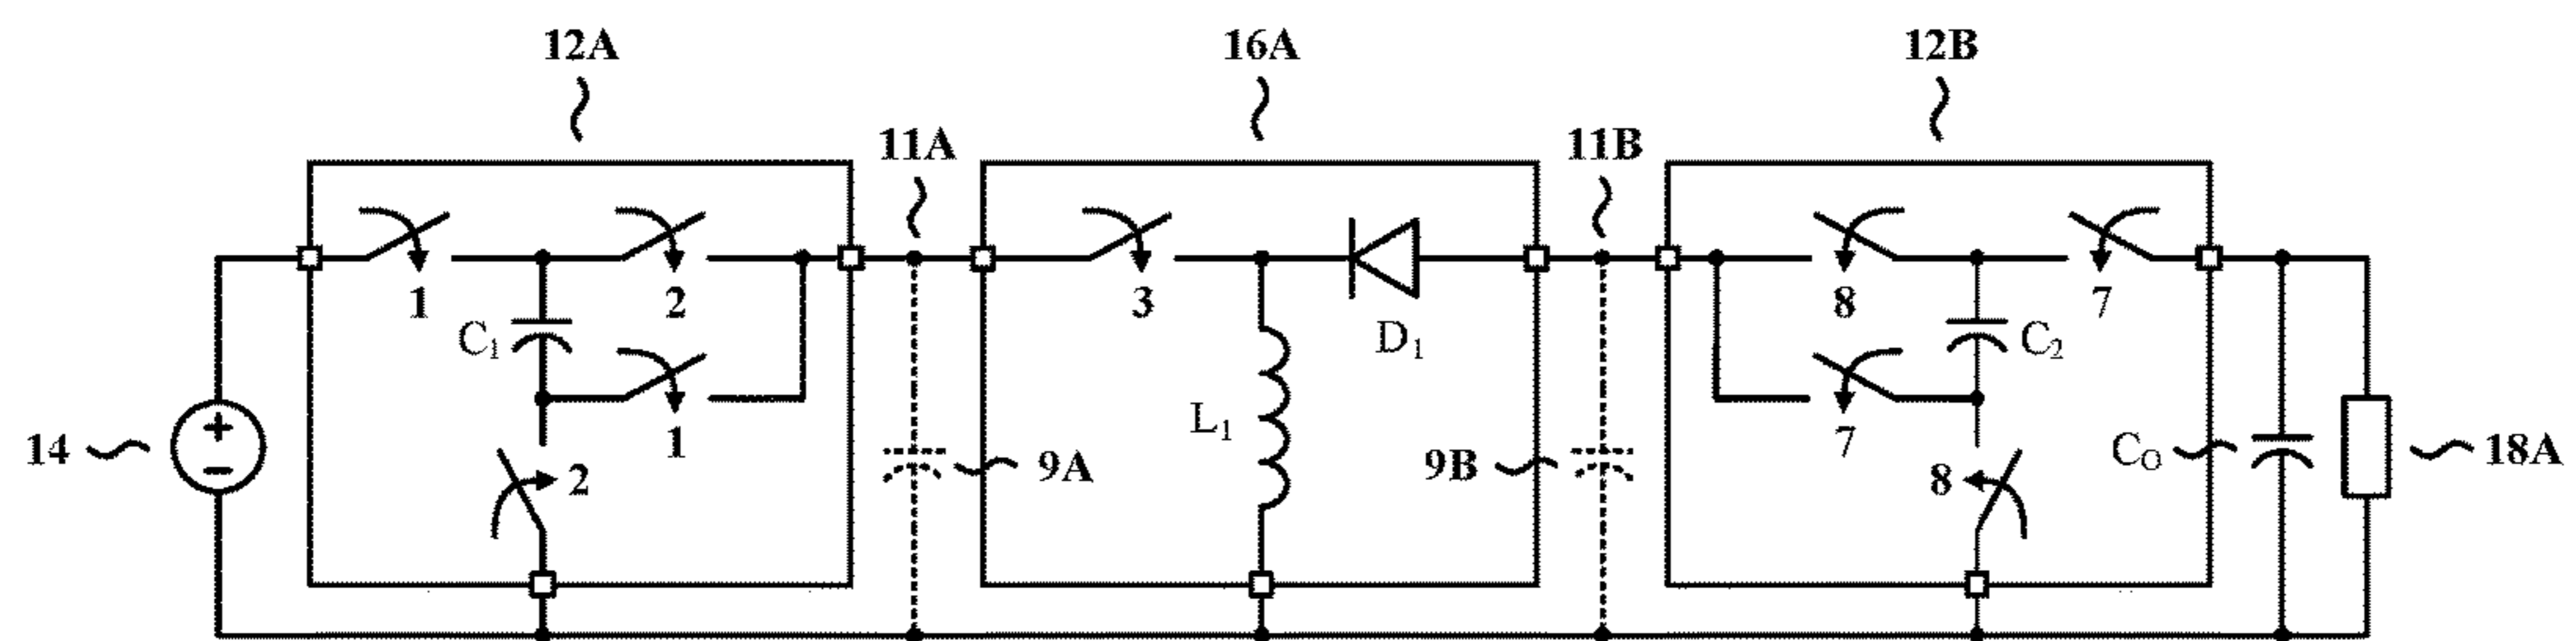 12A 16A 12B
11A 11B
1 2 3 8 7
C₁ D₁ C₂
1 L₁ 7
14 2 9A 9B 8 C_O 18A